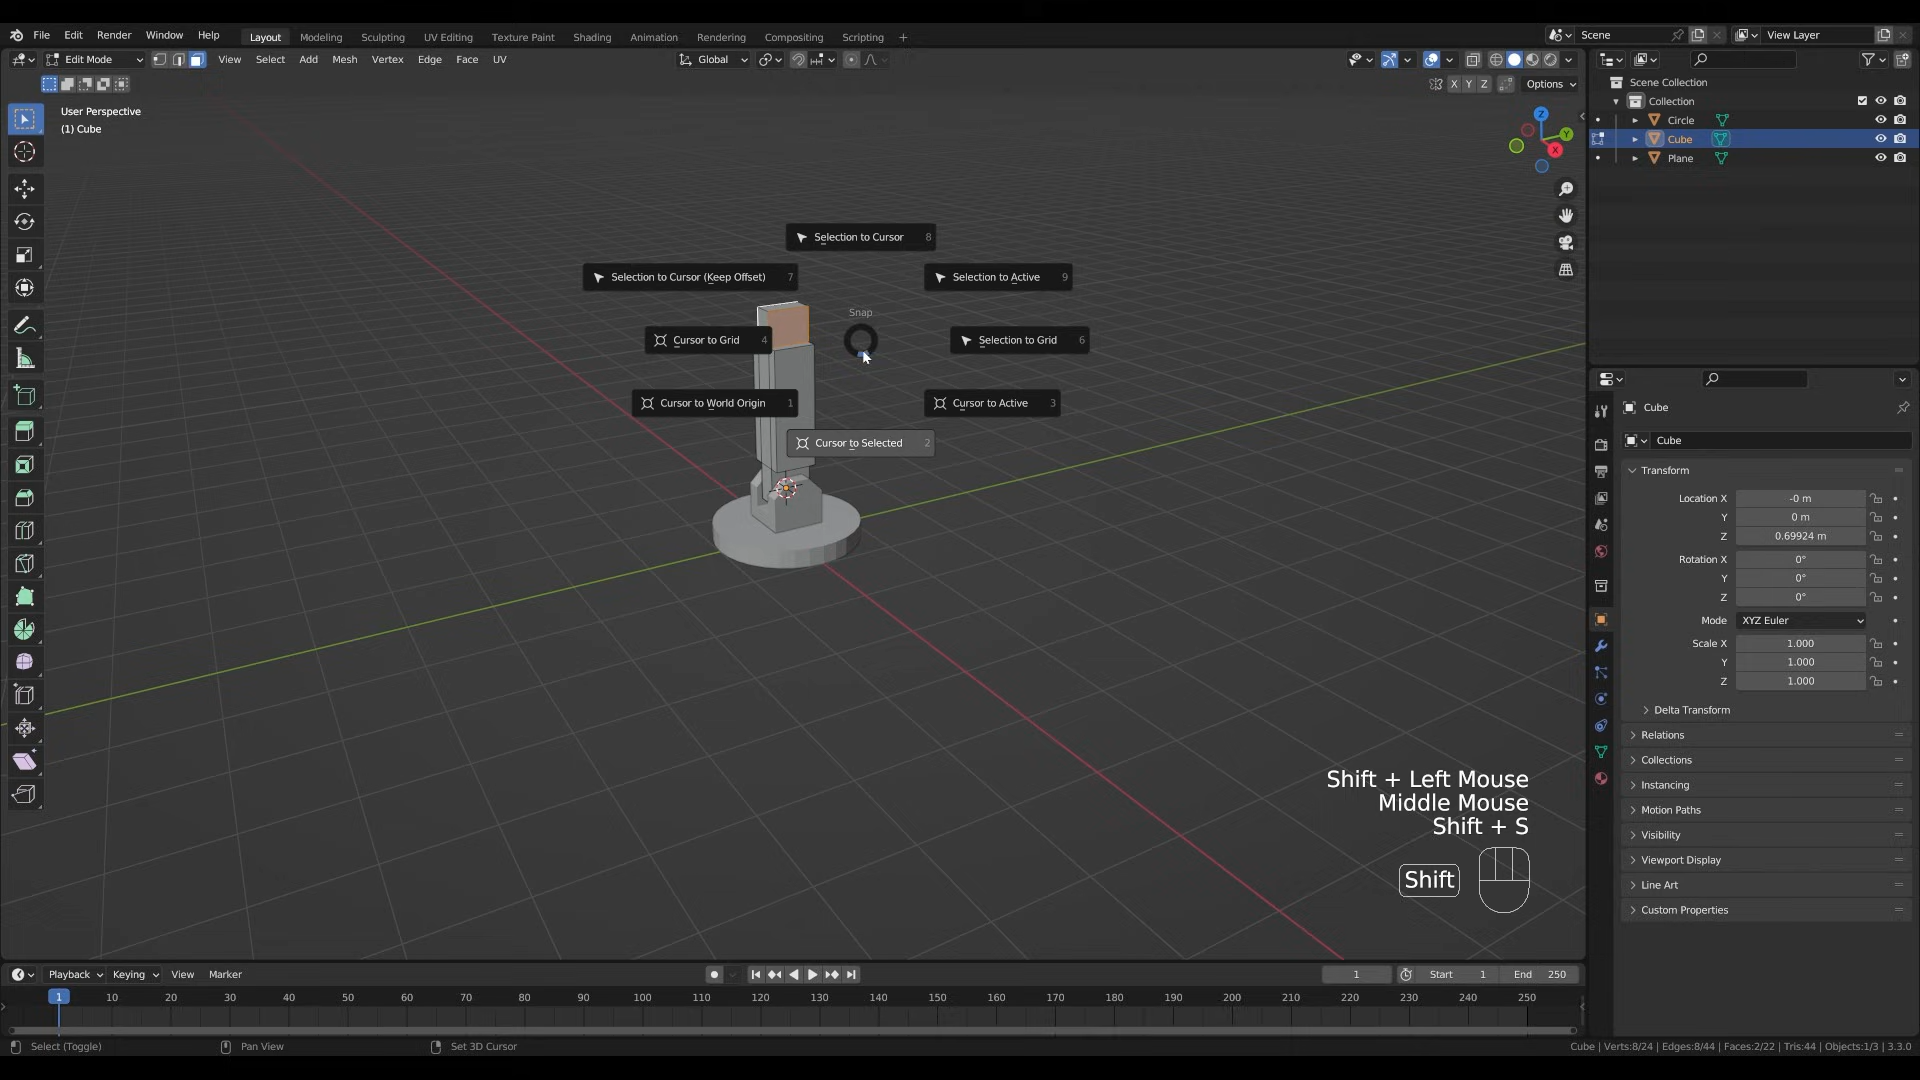 File Edit Render Window Help Layout Modeling Sculpting UV Editing Texture Paint Shading Animation Rendering Compositing Scripting + Scene View Layer
Edit Mode View Select Add Mesh Vertex Edge Face UV Global
X Y Z Options
User Perspective
(1) Cube
Z
Y
X
Scene Collection
Collection
Circle
Cube
Plane
Selection to Cursor 8
Selection to Cursor (Keep Offset) 7
Selection to Active 9
Snap
Cursor to Grid 4
Selection to Grid 6
Cursor to World Origin 1
Cursor to Active 3
Cursor to Selected 2
Cube
Cube
Transform
Location X -0 m
Y 0 m
Z 0.69924 m
Rotation X 0°
Y 0°
Z 0°
Mode XYZ Euler
Scale X 1.000
Y 1.000
Z 1.000
Delta Transform
Relations
Collections
Instancing
Motion Paths
Visibility
Viewport Display
Line Art
Custom Properties
Shift + Left Mouse
Middle Mouse
Shift + S
Shift
Playback Keying View Marker 1 Start 1 End 250
1 10 20 30 40 50 60 70 80 90 100 110 120 130 140 150 160 170 180 190 200 210 220 230 240 250
Select (Toggle) Pan View Set 3D Cursor Cube | Verts:8/24 | Edges:8/44 | Faces:2/22 | Tris:44 | Objects:1/3 | 3.3.0